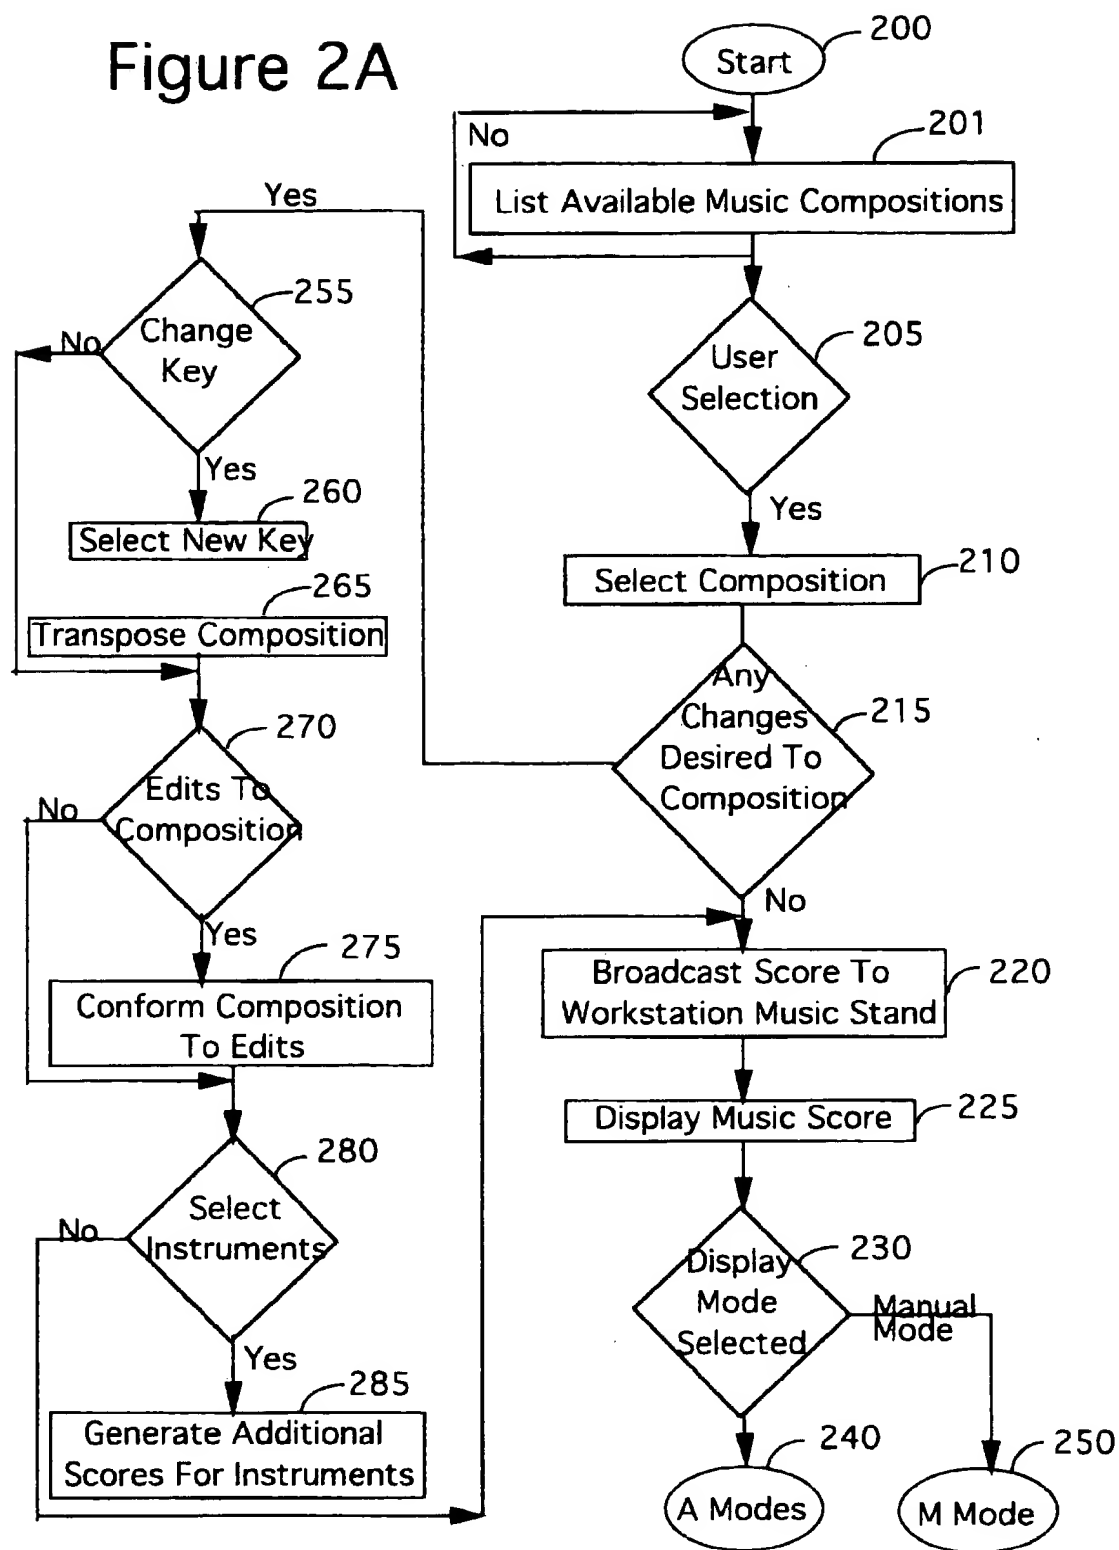 Figure 2A
Start
200
No
201
List Available Music Compositions
Yes
255
Change
Key
No
Yes
260
Select New Key
265
Transpose Composition
270
Edits To
Composition
No
Yes
275
Conform Composition
To Edits
280
Select
Instruments
No
Yes
285
Generate Additional
Scores For Instruments
205
User
Selection
Yes
210
Select Composition
Any
Changes
Desired To
Composition
215
No
220
Broadcast Score To
Workstation Music Stand
225
Display Music Score
230
Display
Mode
Selected
Manual
Mode
240
A Modes
250
M Mode